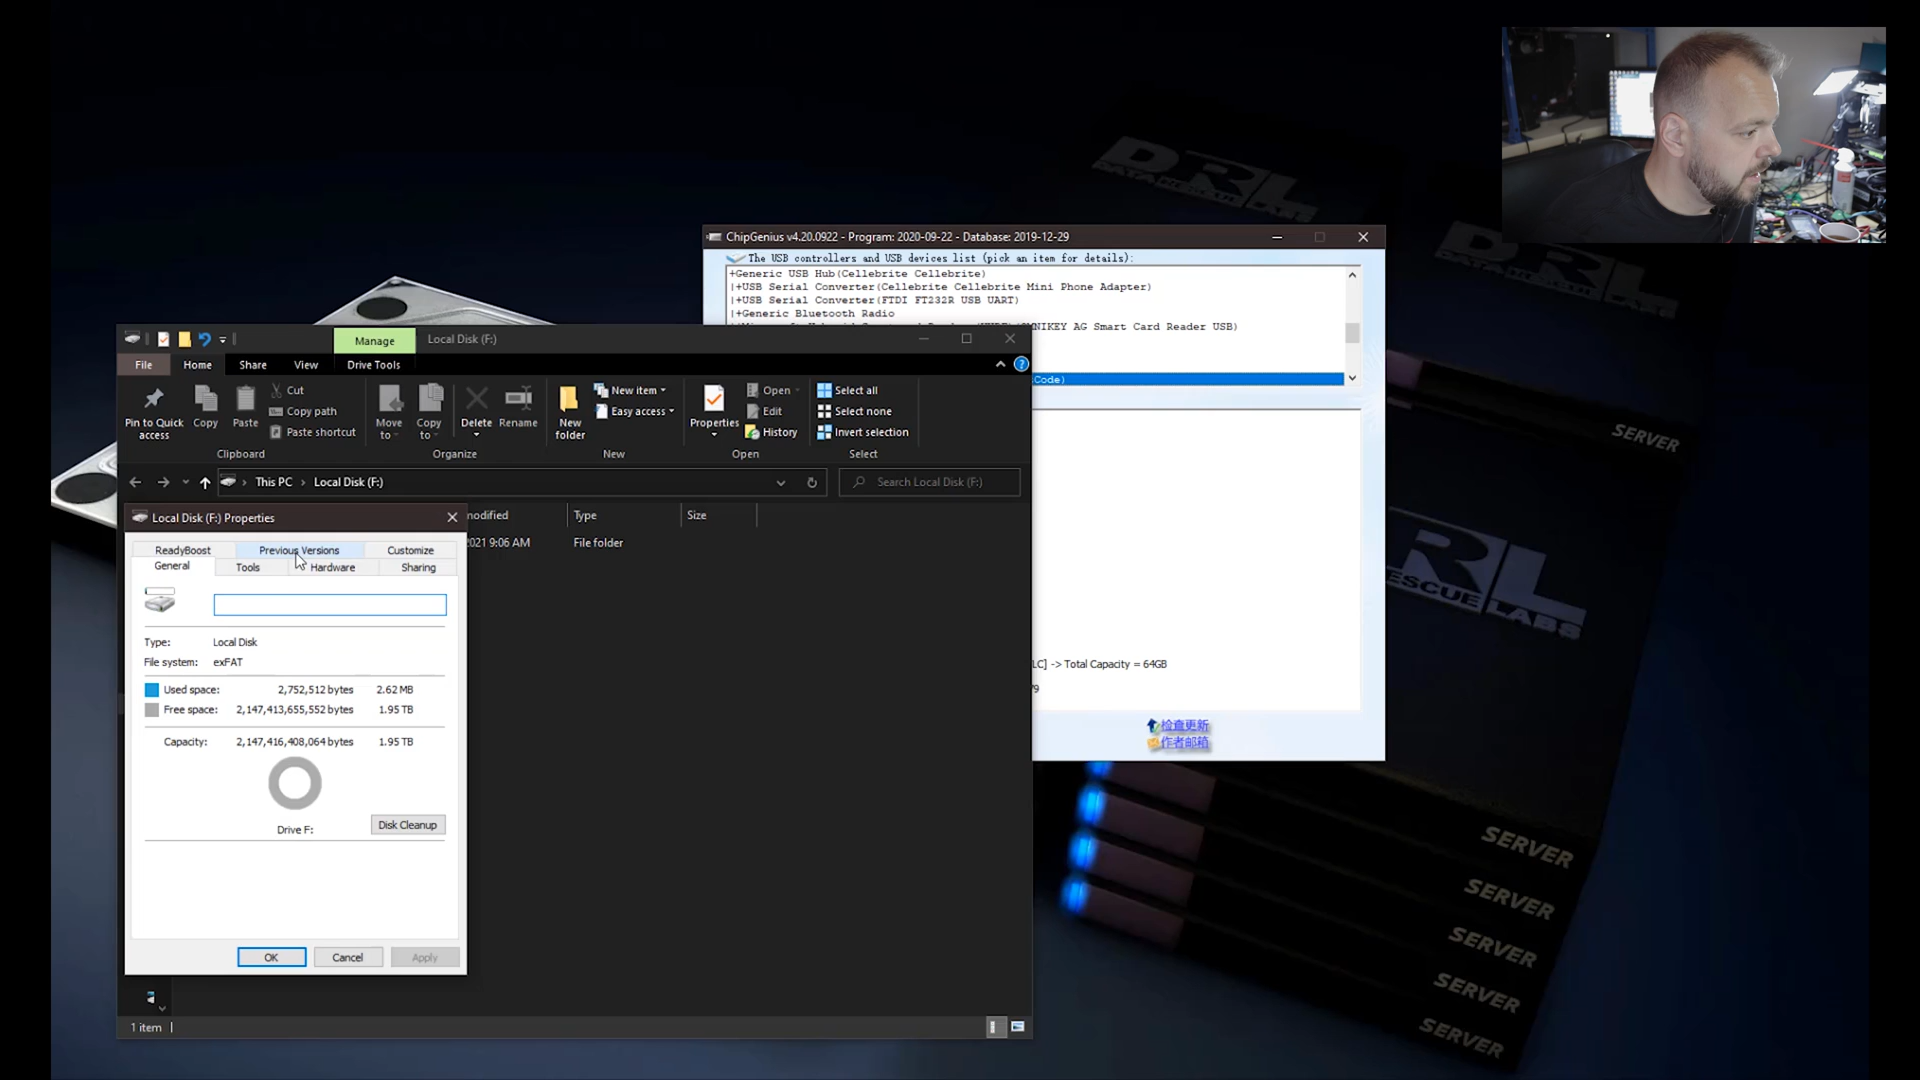 DRL
DATA RESCUE LABS
ChipGenius v4.20.0922 - Program: 2020-09-22 - Database: 2019-12-29
The USB controllers and USB devices list (pick an item for details):
+Generic USB Hub(Cellebrite Cellebrite)
|+USB Serial Converter(Cellebrite Cellebrite Mini Phone Adapter)
|+USB Serial Converter(FTDI FT232R USB UART)
|+Generic Bluetooth Radio
AG Smart Card Reader USB)
Code)
LC] -> Total Capacity = 64GB
检查更新
作者邮箱
Manage
Local Disk (F:)
File
Home
Share
View
Drive Tools
Pin to Quick access
Copy
Paste
Cut
Copy path
Paste shortcut
Clipboard
Move to
Copy to
Delete
Rename
Organize
New folder
New item
Easy access
New
Properties
Open
Edit
History
Open
Select all
Select none
Invert selection
Select
This PC
Local Disk (F:)
Search Local Disk (F:)
modified
Type
Size
2021 9:06 AM
File folder
Local Disk (F:) Properties
ReadyBoost
Previous Versions
Customize
General
Tools
Hardware
Sharing
Type: Local Disk
File system: exFAT
Used space: 2,752,512 bytes 2.62 MB
Free space: 2,147,413,655,552 bytes 1.95 TB
Capacity: 2,147,416,408,064 bytes 1.95 TB
Drive F:
Disk Cleanup
OK
Cancel
Apply
1 item
SERVER
RL
ESCUE LABS
SERVER
SERVER
SERVER
SERVER
SERVER